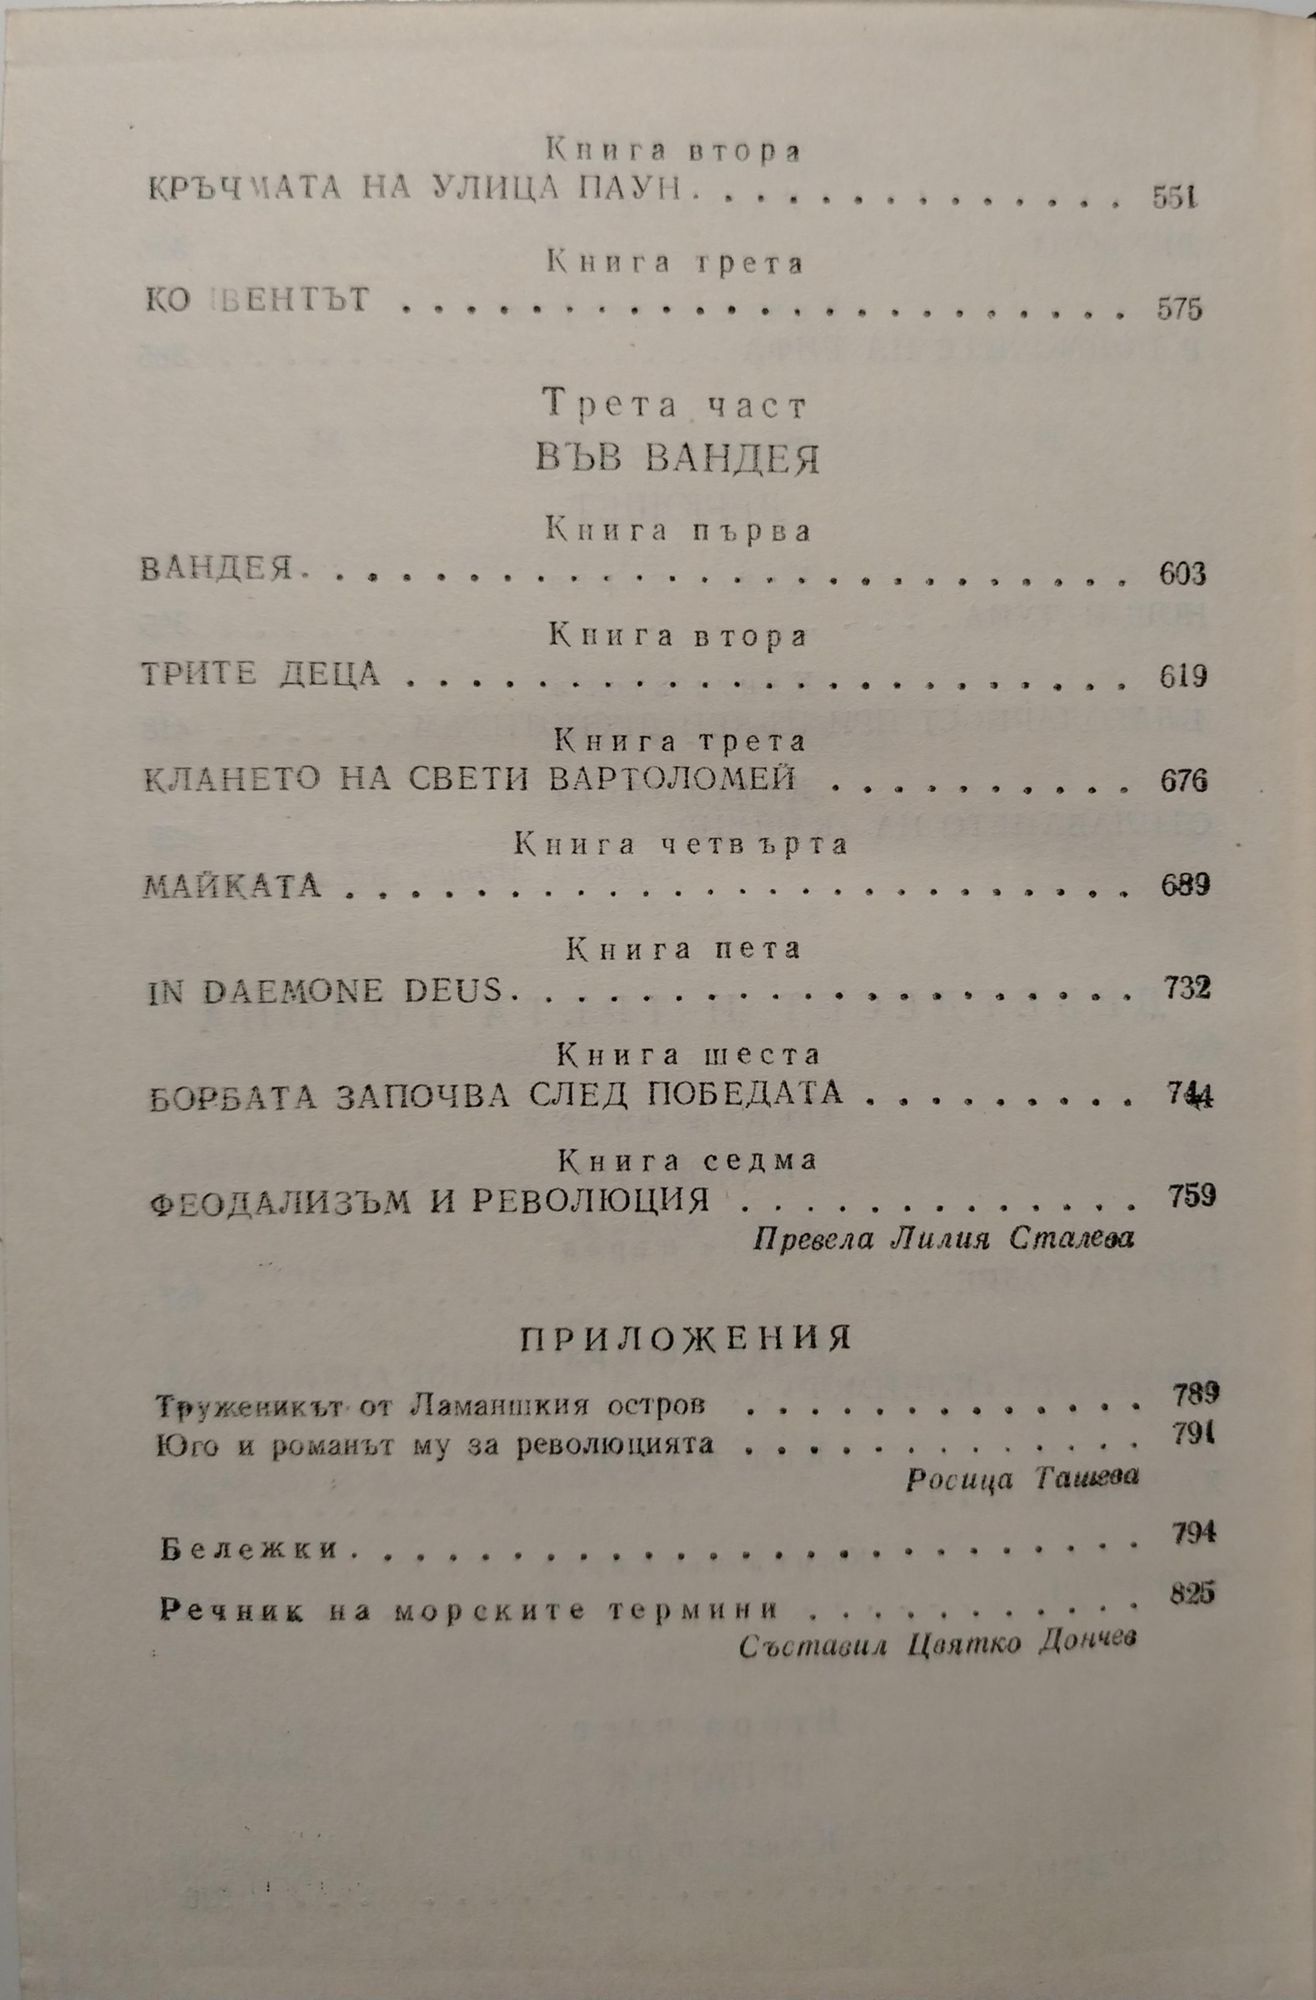 Книга втора
КРЪЧМАТА НА УЛИЦА ПАУН . . . . . . . . . . . . . . 551
Книга трета
КОНВЕНТЪТ . . . . . . . . . . . . . . . . . . . . . . . 575
Трета част
ВЪВ ВАНДЕЯ
Книга първа
ВАНДЕЯ . . . . . . . . . . . . . . . . . . . . . . . . . . 603
Книга втора
ТРИТЕ ДЕЦА . . . . . . . . . . . . . . . . . . . . . . . 619
Книга трета
КЛАНЕТО НА СВЕТИ ВАРТОЛОМЕЙ . . . . . . . . . . 676
Книга четвърта
МАЙКАТА . . . . . . . . . . . . . . . . . . . . . . . . . 689
Книга пета
IN DAEMONE DEUS . . . . . . . . . . . . . . . . . . . . 732
Книга шеста
БОРБАТА ЗАПОЧВА СЛЕД ПОБЕДАТА . . . . . . . . . 744
Книга седма
ФЕОДАЛИЗЪМ И РЕВОЛЮЦИЯ . . . . . . . . . . . . . 759
Превела Лилия Сталева
ПРИЛОЖЕНИЯ
Труженикът от Ламаншкия остров . . . . . . . . . . . . . 789
Юго и романът му за революцията . . . . . . . . . . . . . 791
Росица Ташева
Бележки . . . . . . . . . . . . . . . . . . . . . . . . . 794
Речник на морските термини . . . . . . . . . . . 825
Съставил Цвятко Дончев